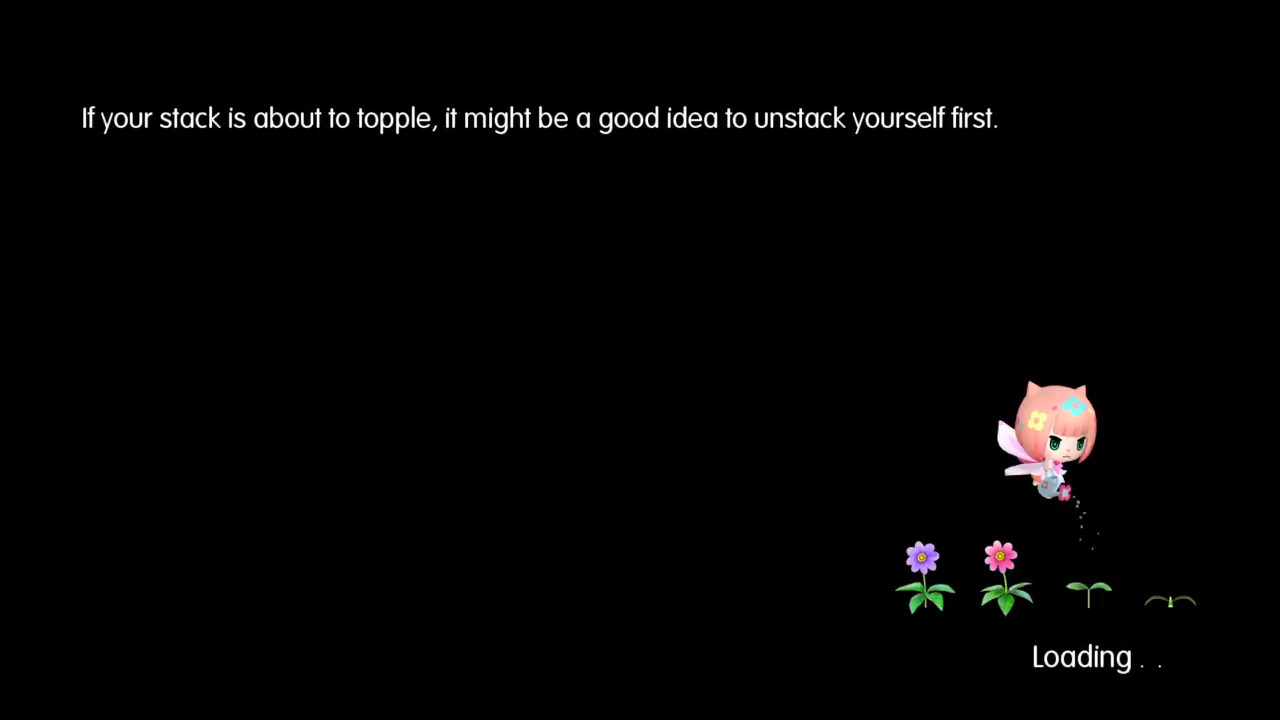 If your stack is about to topple, it might be a good idea to unstack yourself first.
Loading . .